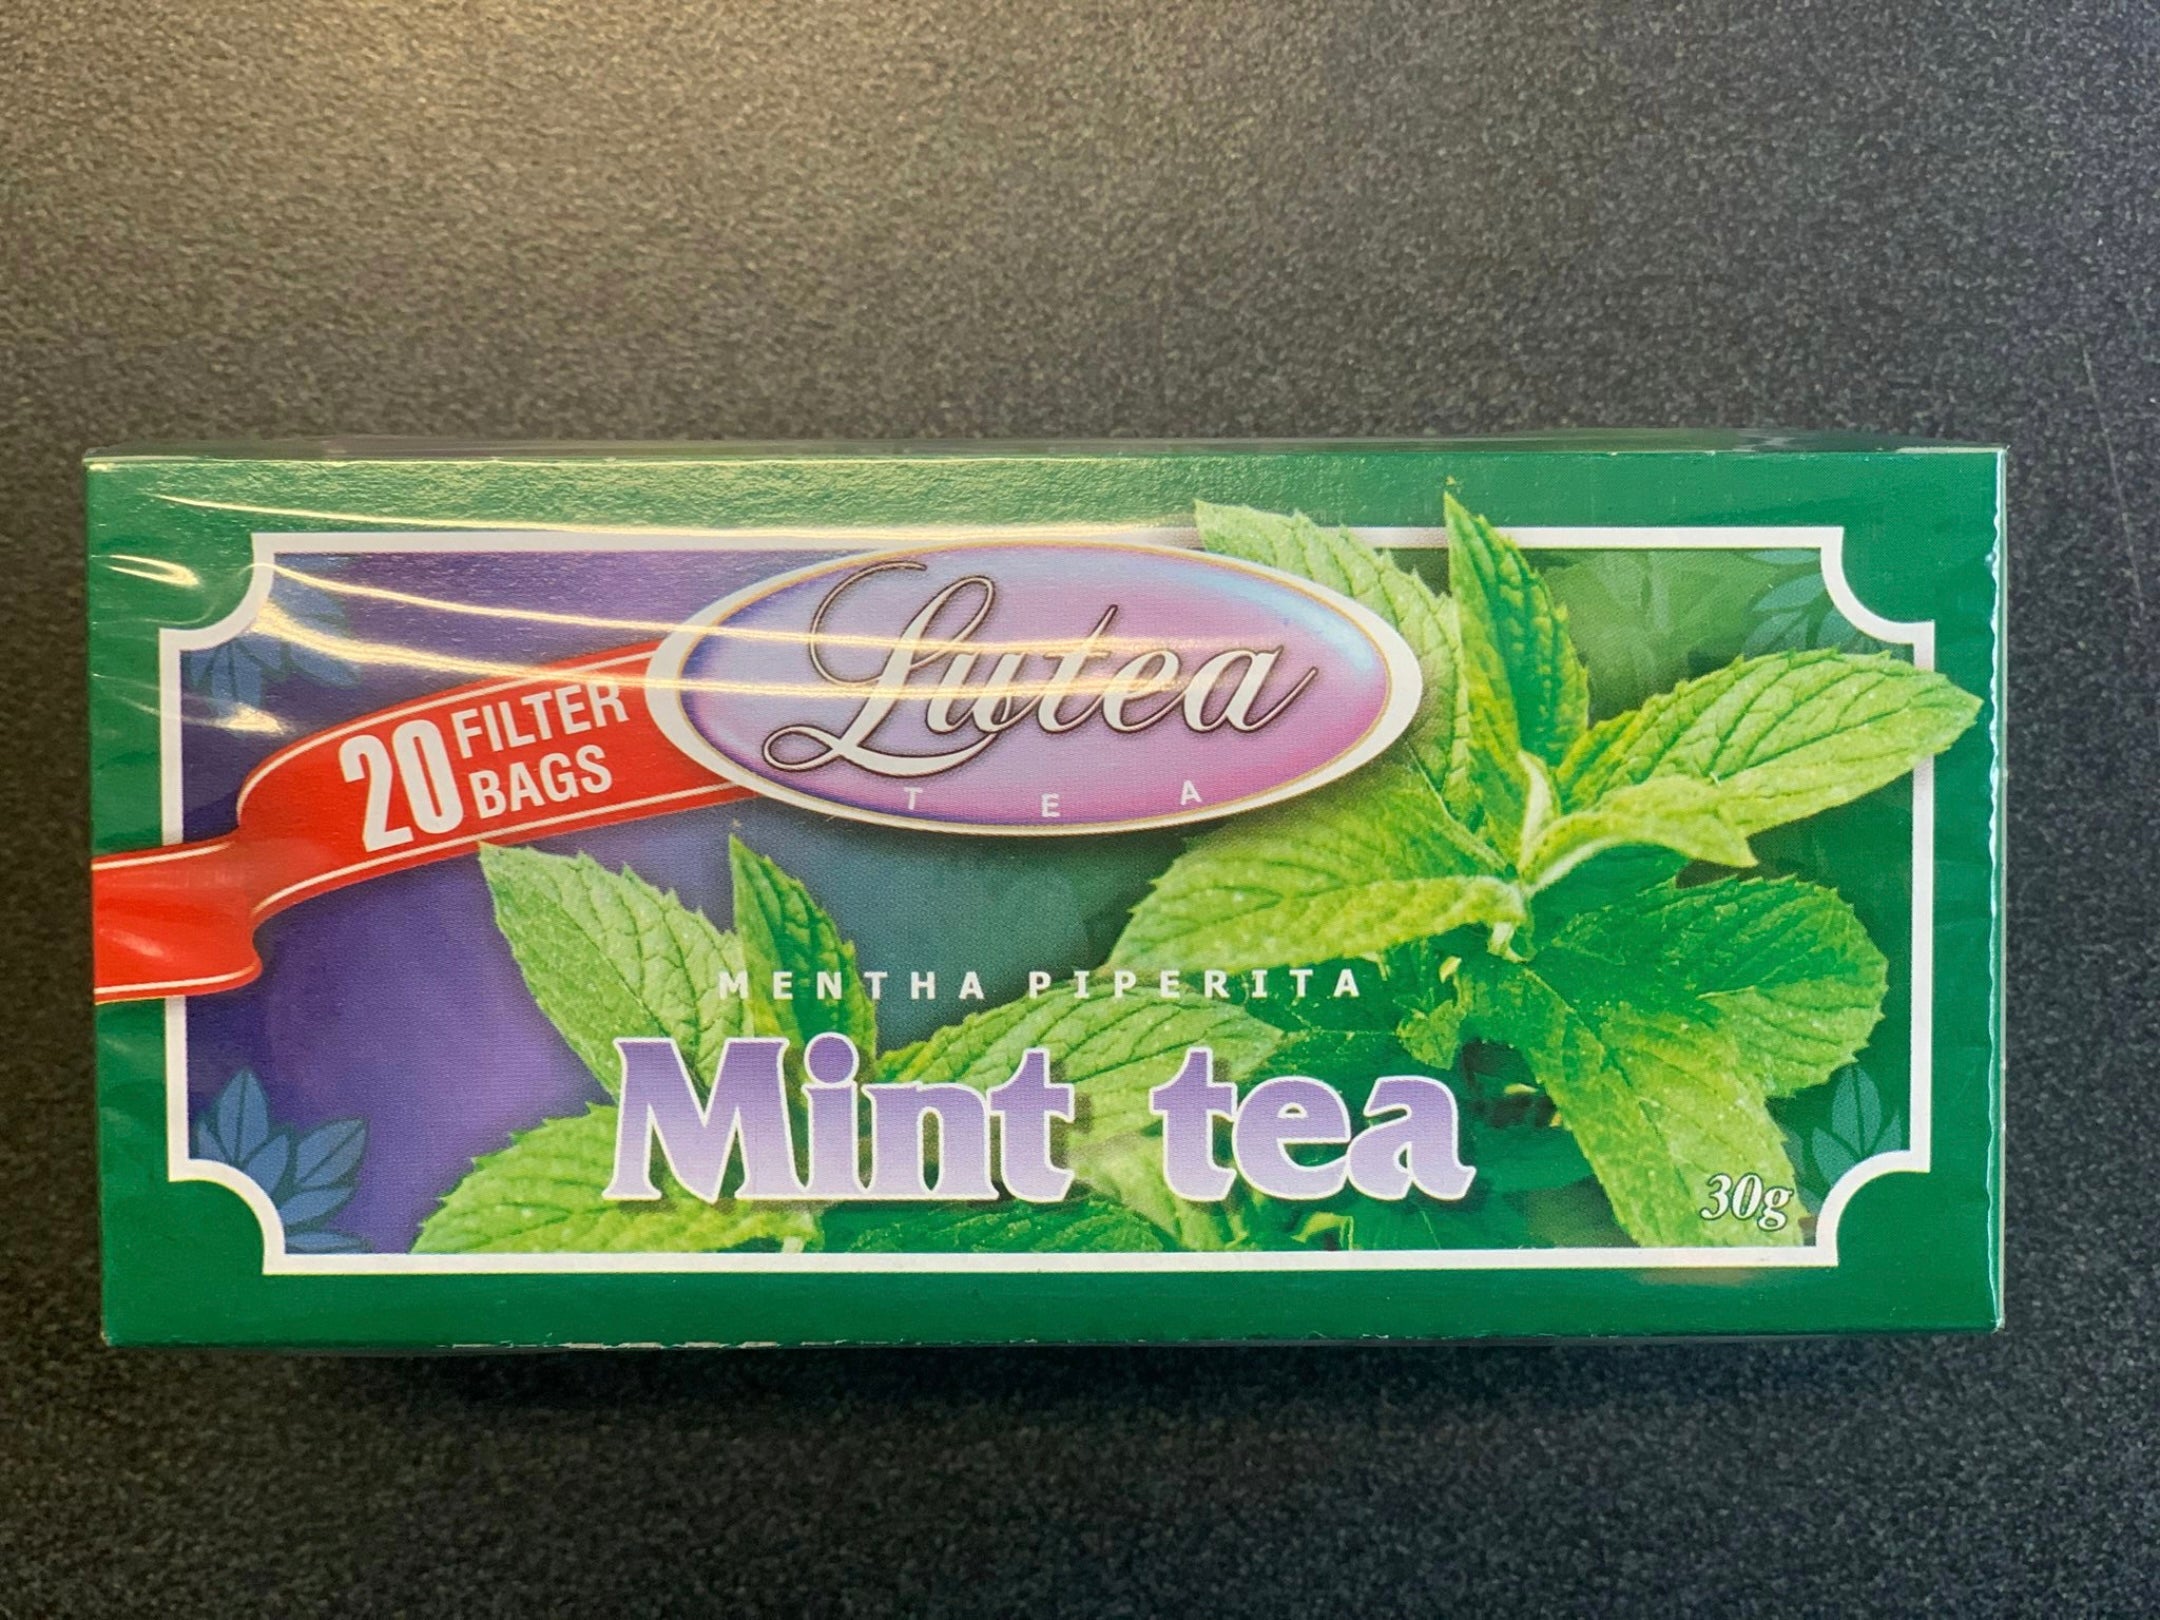 Lutea
TEA
20 FILTER
BAGS
MENTHA PIPERITA
Mint tea
30g